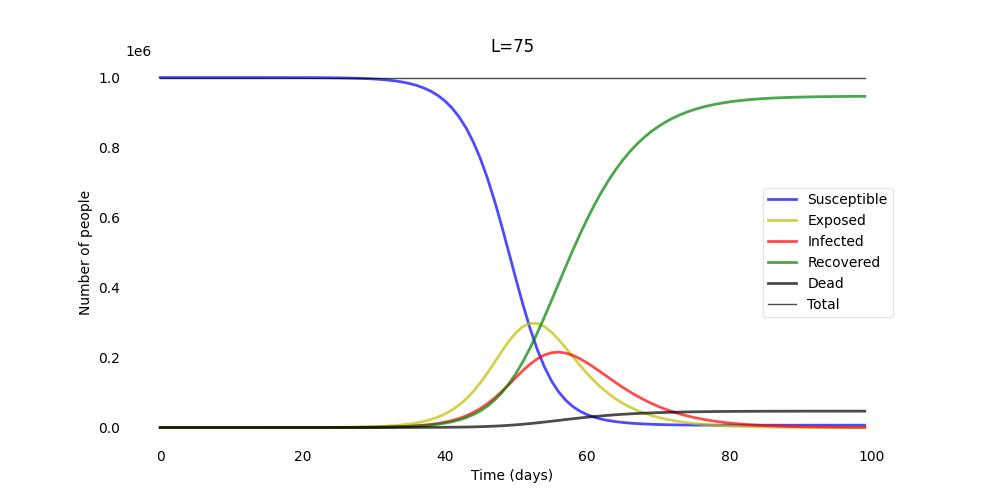 L=75
1e6
1.0
0.8
0.6
0.4
0.2
0.0
Number of people
0 20 40 60 80 100
Time (days)
Susceptible
Exposed
Infected
Recovered
Dead
Total